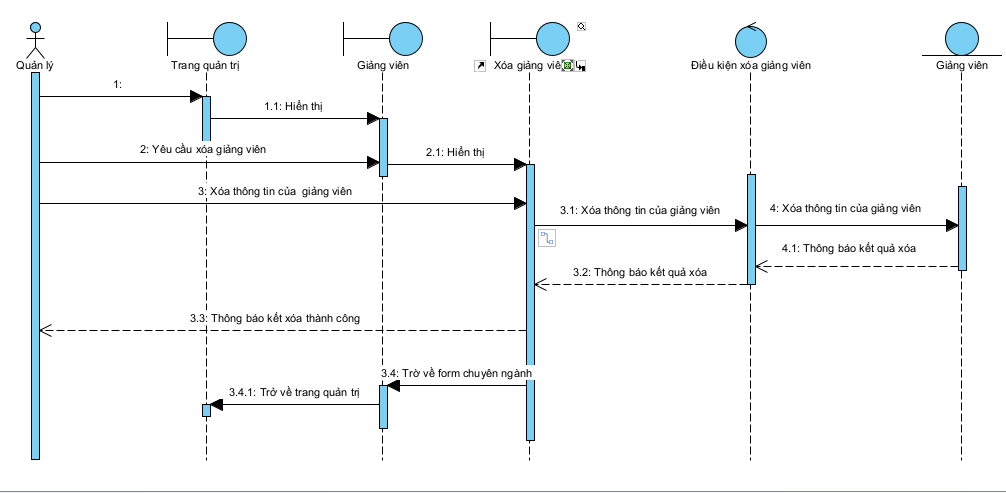 Quản lý
Trang quản trị
Giảng viên
Xóa giảng viê
Điều kiện xóa giảng viên
Giảng viên
1:
1.1: Hiển thị
2: Yêu cầu xóa giảng viên
2.1: Hiển thị
3: Xóa thông tin của giảng viên
3.1: Xóa thông tin của giảng viên
4: Xóa thông tin của giảng viên
4.1: Thông báo kết quả xóa
3.2: Thông báo kết quả xóa
3.3: Thông báo kết xóa thành công
3.4: Trờ về form chuyên ngành
3.4.1: Trở về trang quản trị